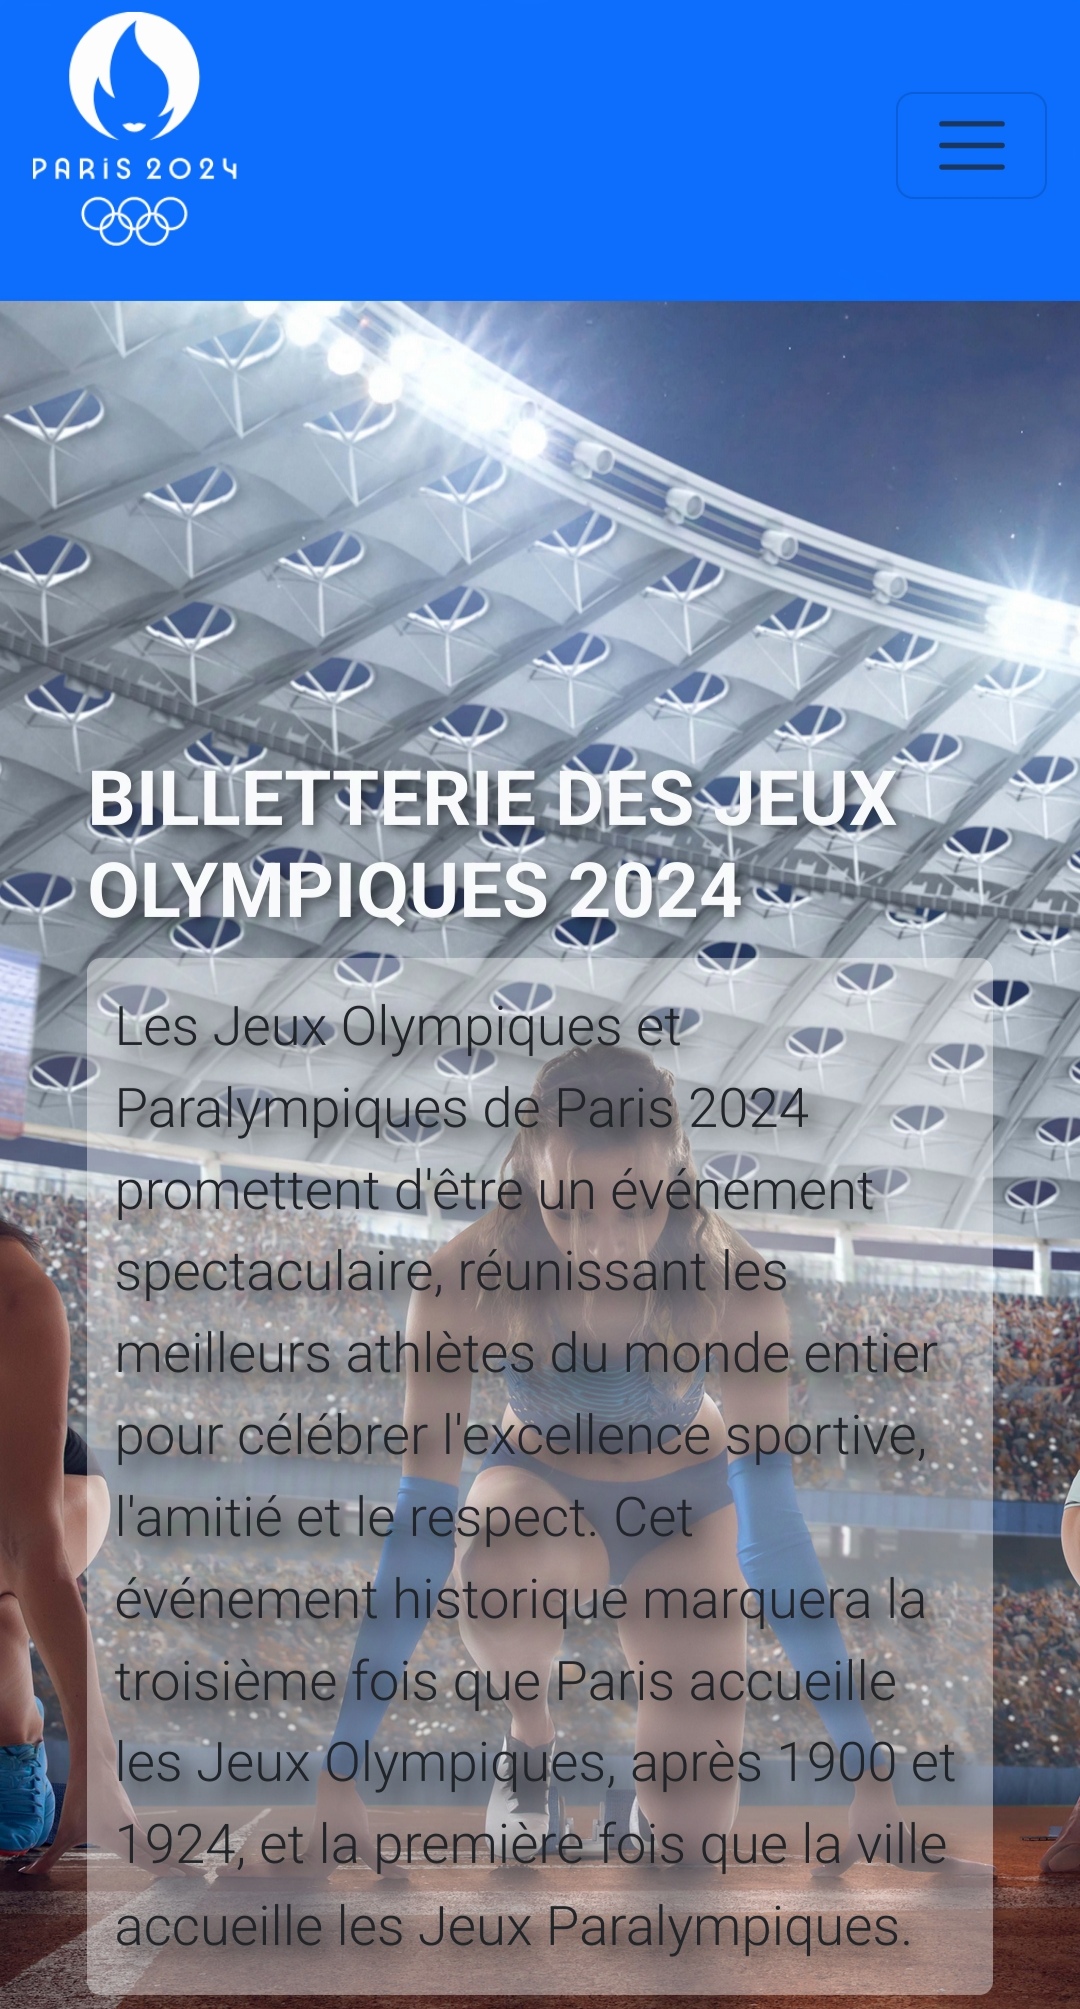 PARIS 2024
BILLETTERIE DES JEUX
OLYMPIQUES 2024
Les Jeux Olympiques et
Paralympiques de Paris 2024
promettent d'être un événement
spectaculaire, réunissant les
meilleurs athlètes du monde entier
pour célébrer l'excellence sportive,
l'amitié et le respect. Cet
événement historique marquera la
troisième fois que Paris accueille
les Jeux Olympiques, après 1900 et
1924, et la première fois que la ville
accueille les Jeux Paralympiques.